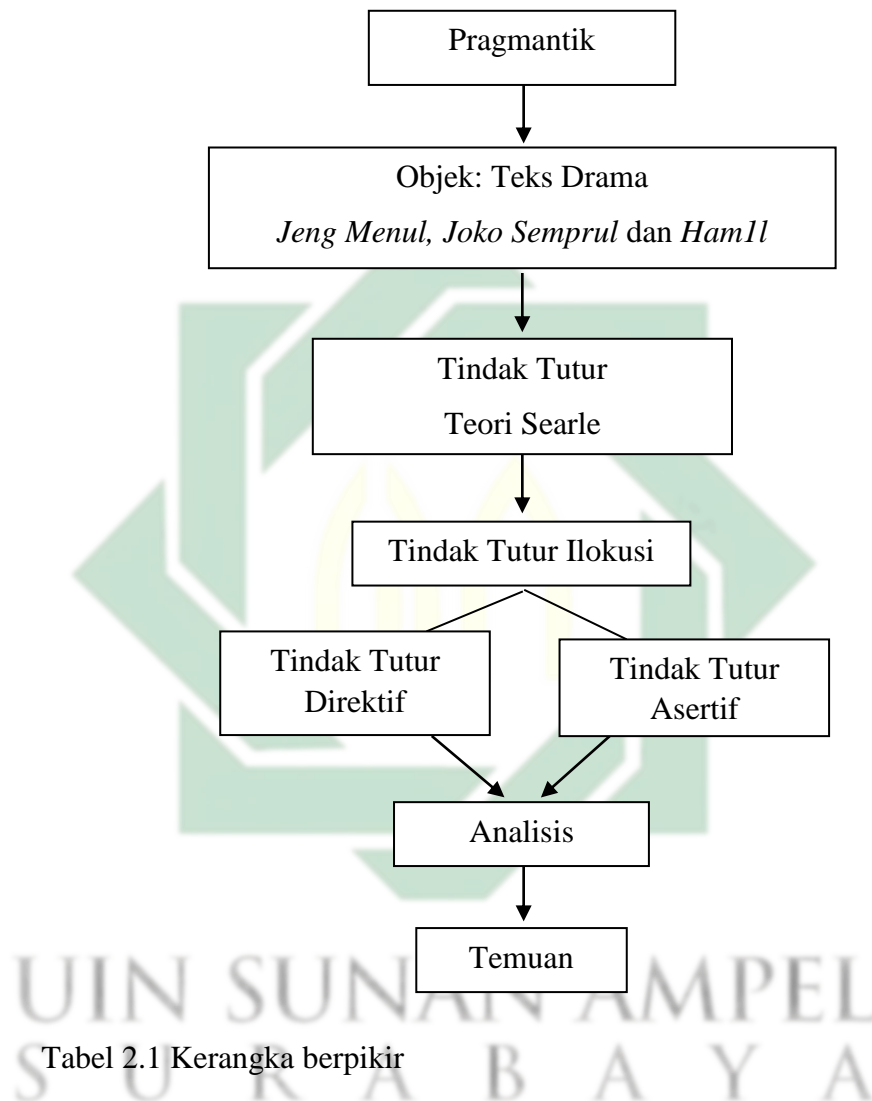 Pragmantik
Objek: Teks Drama
Jeng Menul, Joko Semprul dan Ham1l
Tindak Tutur
Teori Searle
Tindak Tutur Ilokusi
Tindak Tutur
Direktif
Tindak Tutur
Asertif
Analisis
Temuan
UIN SUNAN AMPEL
Tabel 2.1 Kerangka berpikir
S U R A B A Y A